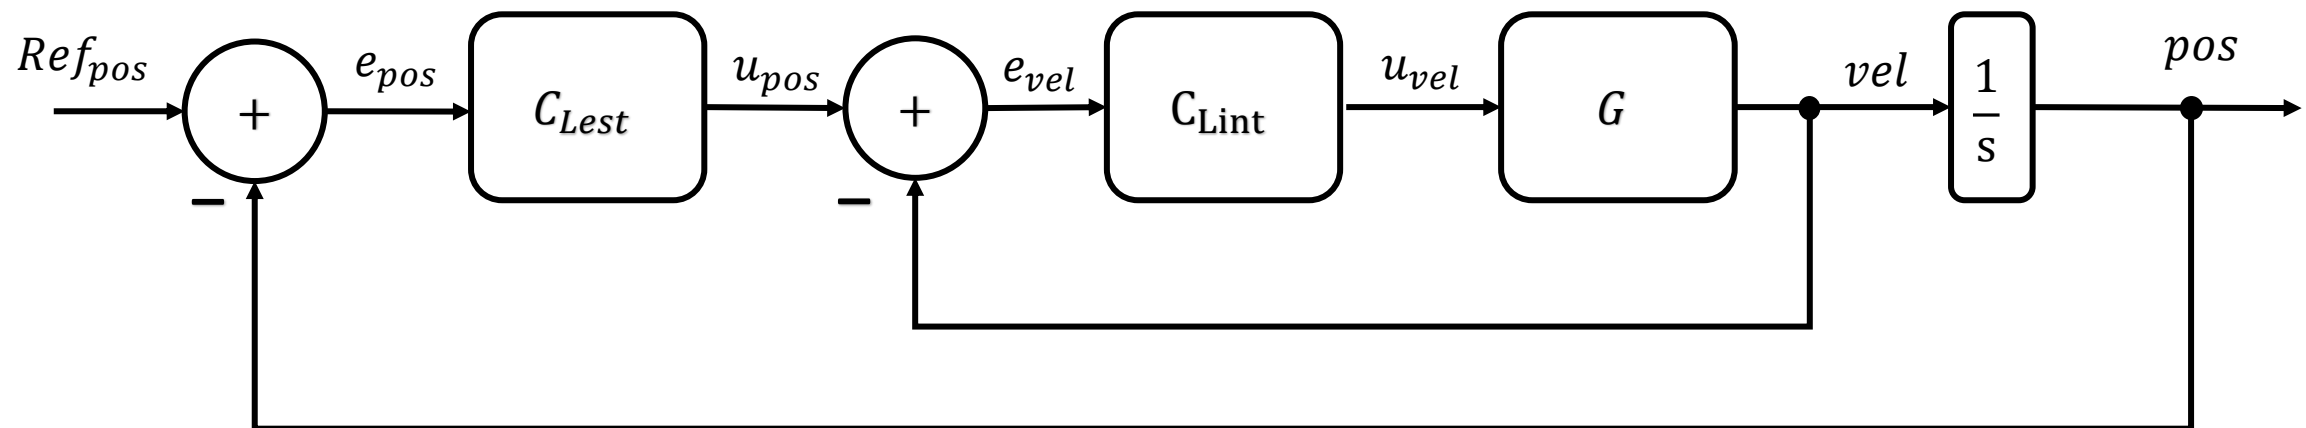 Ref_pos
+
−
e_pos
C_Lest
u_pos
+
−
e_vel
C_Lint
u_vel
G
vel
1
s
pos